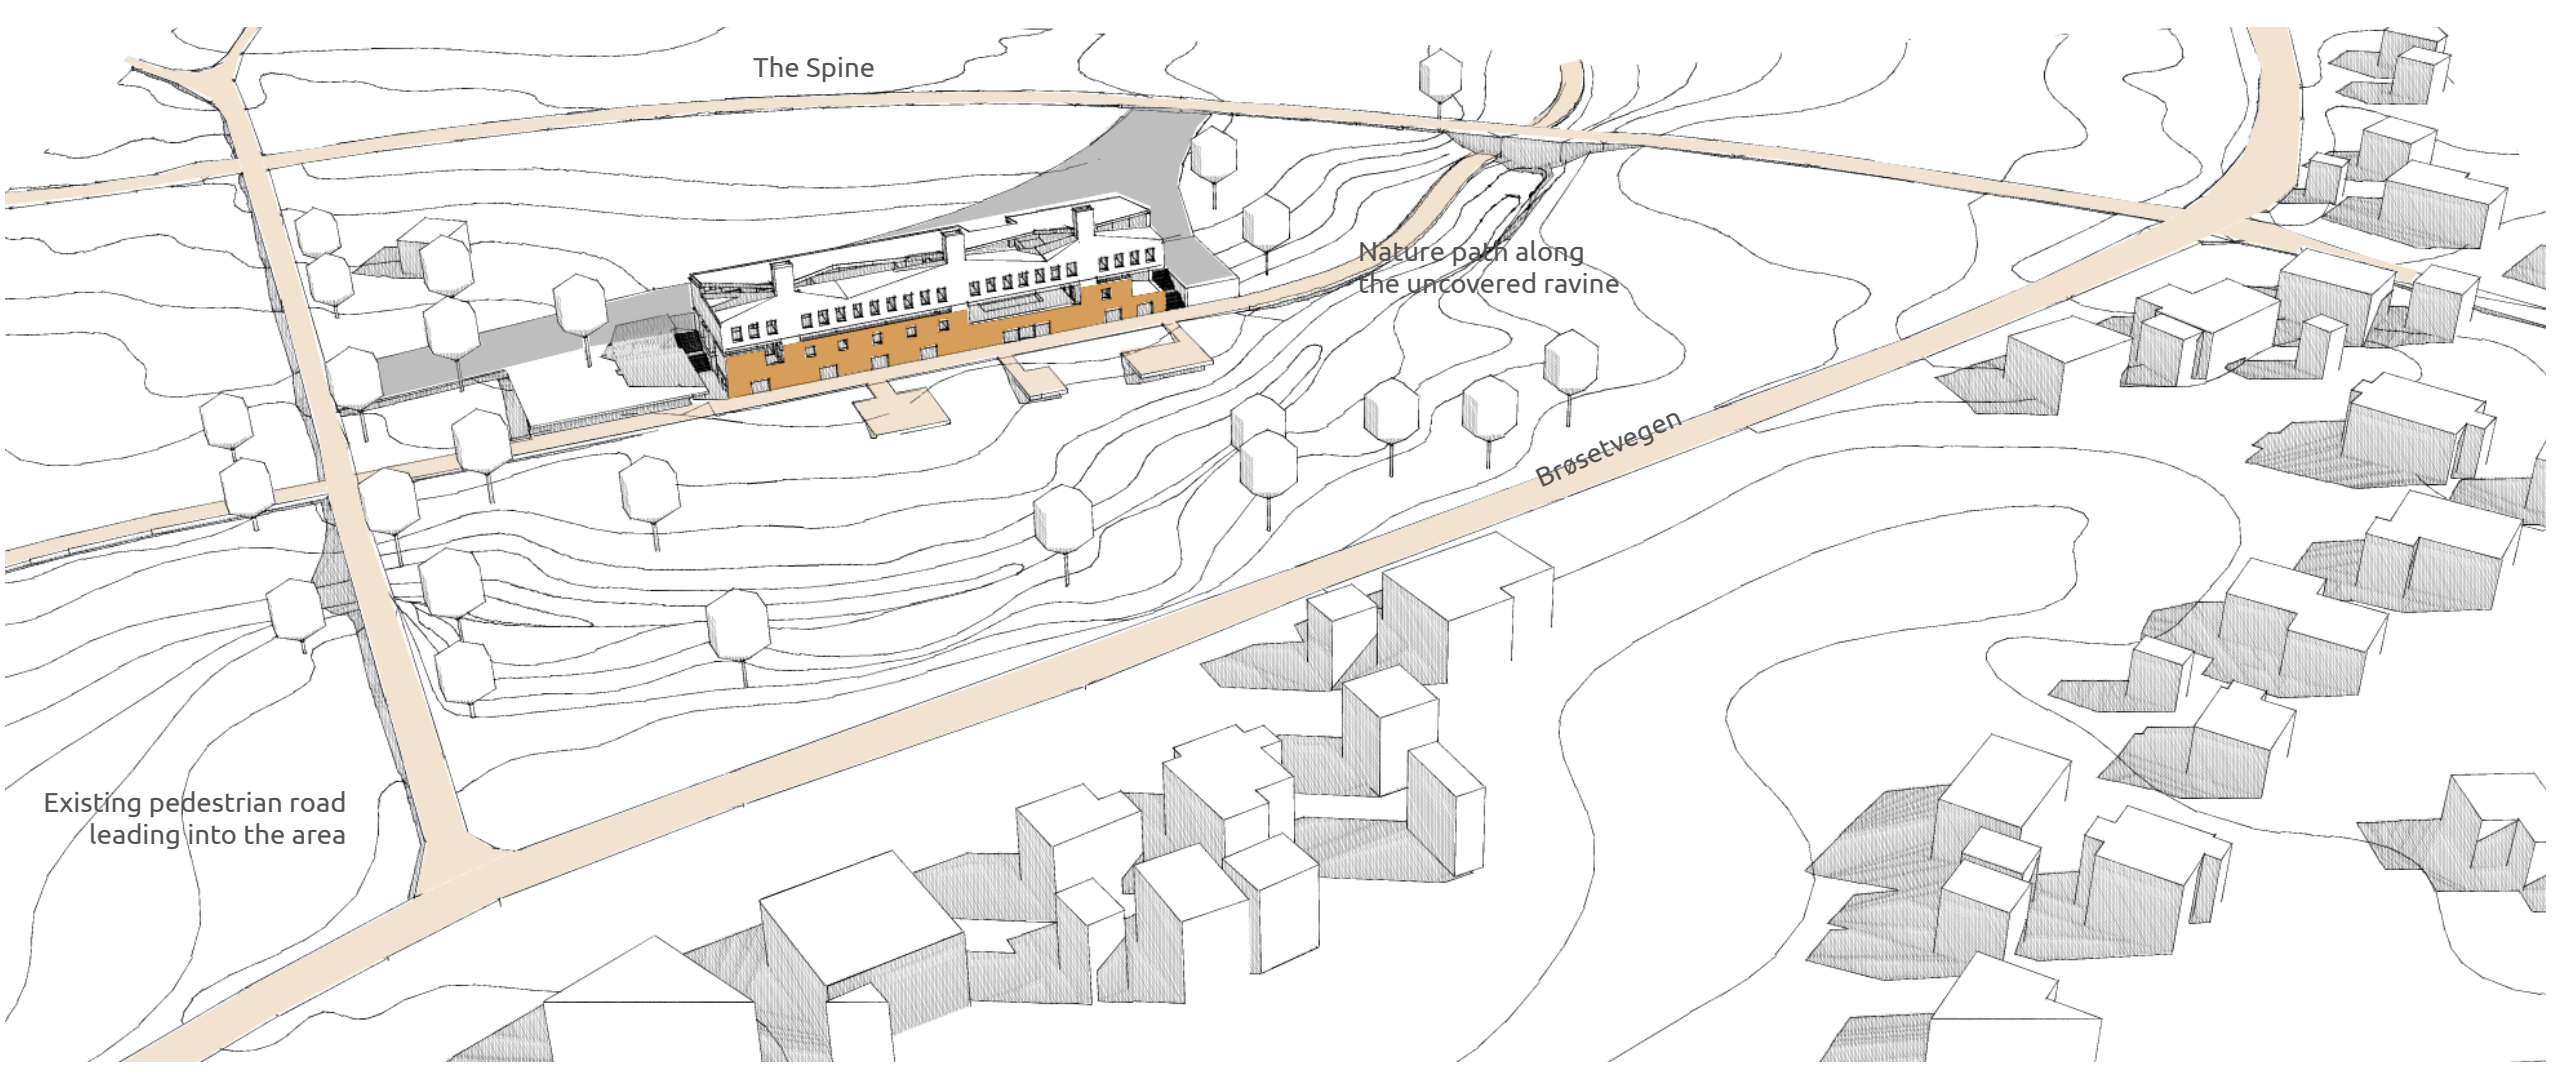 The Spine
Nature path along
the uncovered ravine
Brøsetvegen
Existing pedestrian road
leading into the area